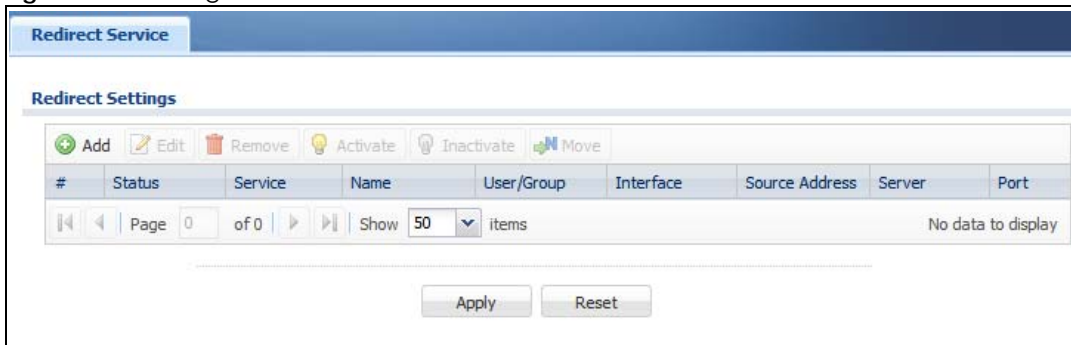 Redirect Service
Redirect Settings
Add Edit Remove Activate Inactivate Move
# Status Service Name User/Group Interface Source Address Server Port
Page 0 of 0 Show 50 items No data to display
Apply Reset